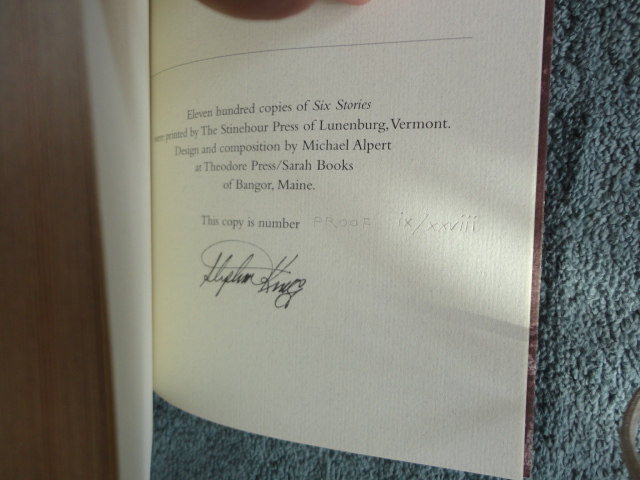 Eleven hundred copies of Six Stories
were printed by The Stinehour Press of Lunenburg, Vermont.
Design and composition by Michael Alpert
at Theodore Press/Sarah Books
of Bangor, Maine.
This copy is number PROOF ix/xxviii
Stephen King